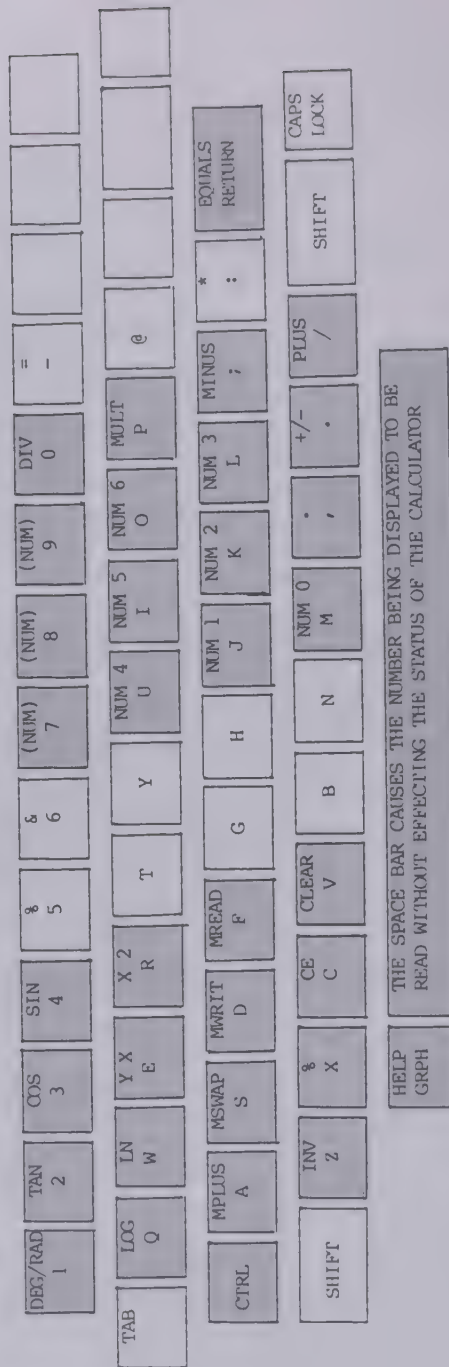 DEG/RAD
1
TAN
2
COS
3
SIN
4
%
5
&
6
(NUM)
7
(NUM)
8
(NUM)
9
DIV
0
=
-
TAB
LOG
Q
LN
W
Y X
E
X 2
R
T
Y
NUM 4
U
NUM 5
I
NUM 6
O
MULT
P
@
CTRL
MPLUS
A
MSWAP
S
MWRIT
D
MREAD
F
G
H
NUM 1
J
NUM 2
K
NUM 3
L
MINUS
;
*
:
EQUALS
RETURN
SHIFT
INV
Z
%
X
CE
C
CLEAR
V
B
N
NUM 0
M
.
,
+/-
.
PLUS
/
SHIFT
CAPS
LOCK
HELP
GRPH
THE SPACE BAR CAUSES THE NUMBER BEING DISPLAYED TO BE
READ WITHOUT EFFECTING THE STATUS OF THE CALCULATOR